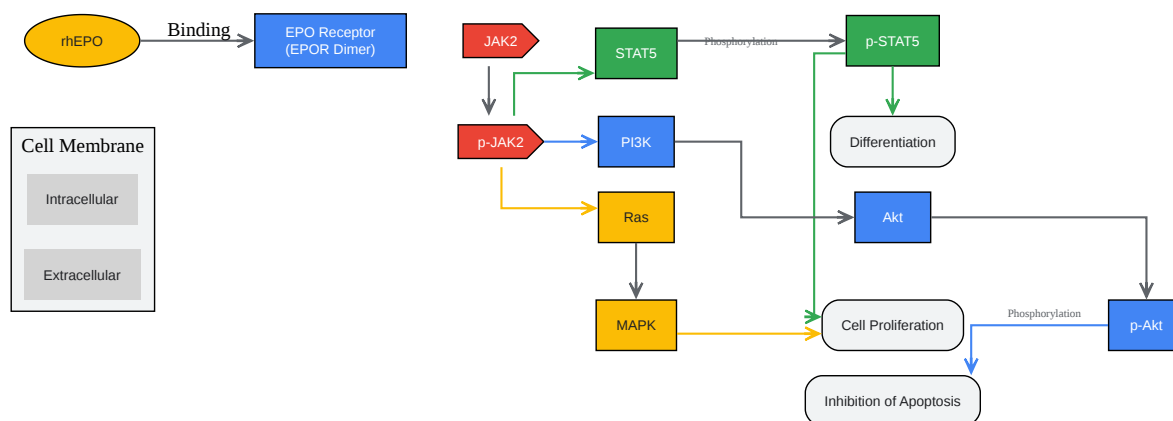 rhEPO
Binding
EPO Receptor
(EPOR Dimer)
JAK2
STAT5
Phosphorylation
p-STAT5
Cell Membrane
Intracellular
Extracellular
p-JAK2
PI3K
Differentiation
Ras
Akt
MAPK
Cell Proliferation
Phosphorylation
p-Akt
Inhibition of Apoptosis